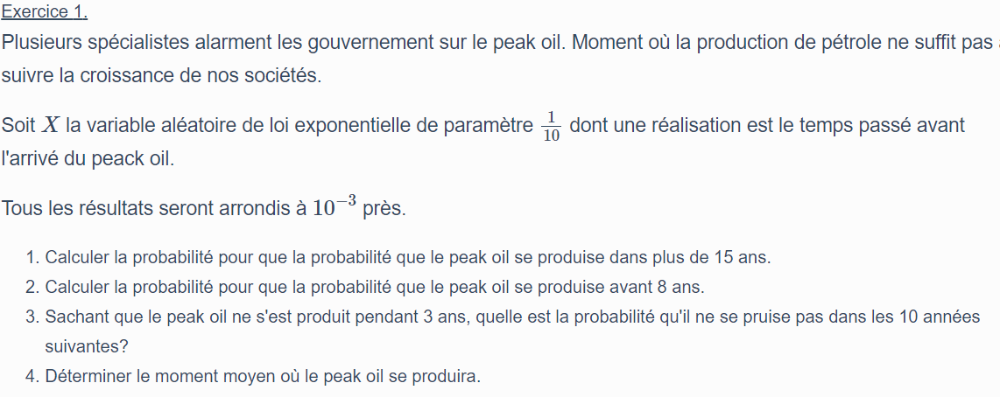 Exercice 1.
Plusieurs spécialistes alarment les gouvernement sur le peak oil. Moment où la production de pétrole ne suffit pas
suivre la croissance de nos sociétés.
Soit X la variable aléatoire de loi exponentielle de paramètre 1/10 dont une réalisation est le temps passé avant
l'arrivé du peack oil.
Tous les résultats seront arrondis à 10⁻³ près.
1. Calculer la probabilité pour que la probabilité que le peak oil se produise dans plus de 15 ans.
2. Calculer la probabilité pour que la probabilité que le peak oil se produise avant 8 ans.
3. Sachant que le peak oil ne s'est produit pendant 3 ans, quelle est la probabilité qu'il ne se pruise pas dans les 10 années
suivantes?
4. Déterminer le moment moyen où le peak oil se produira.